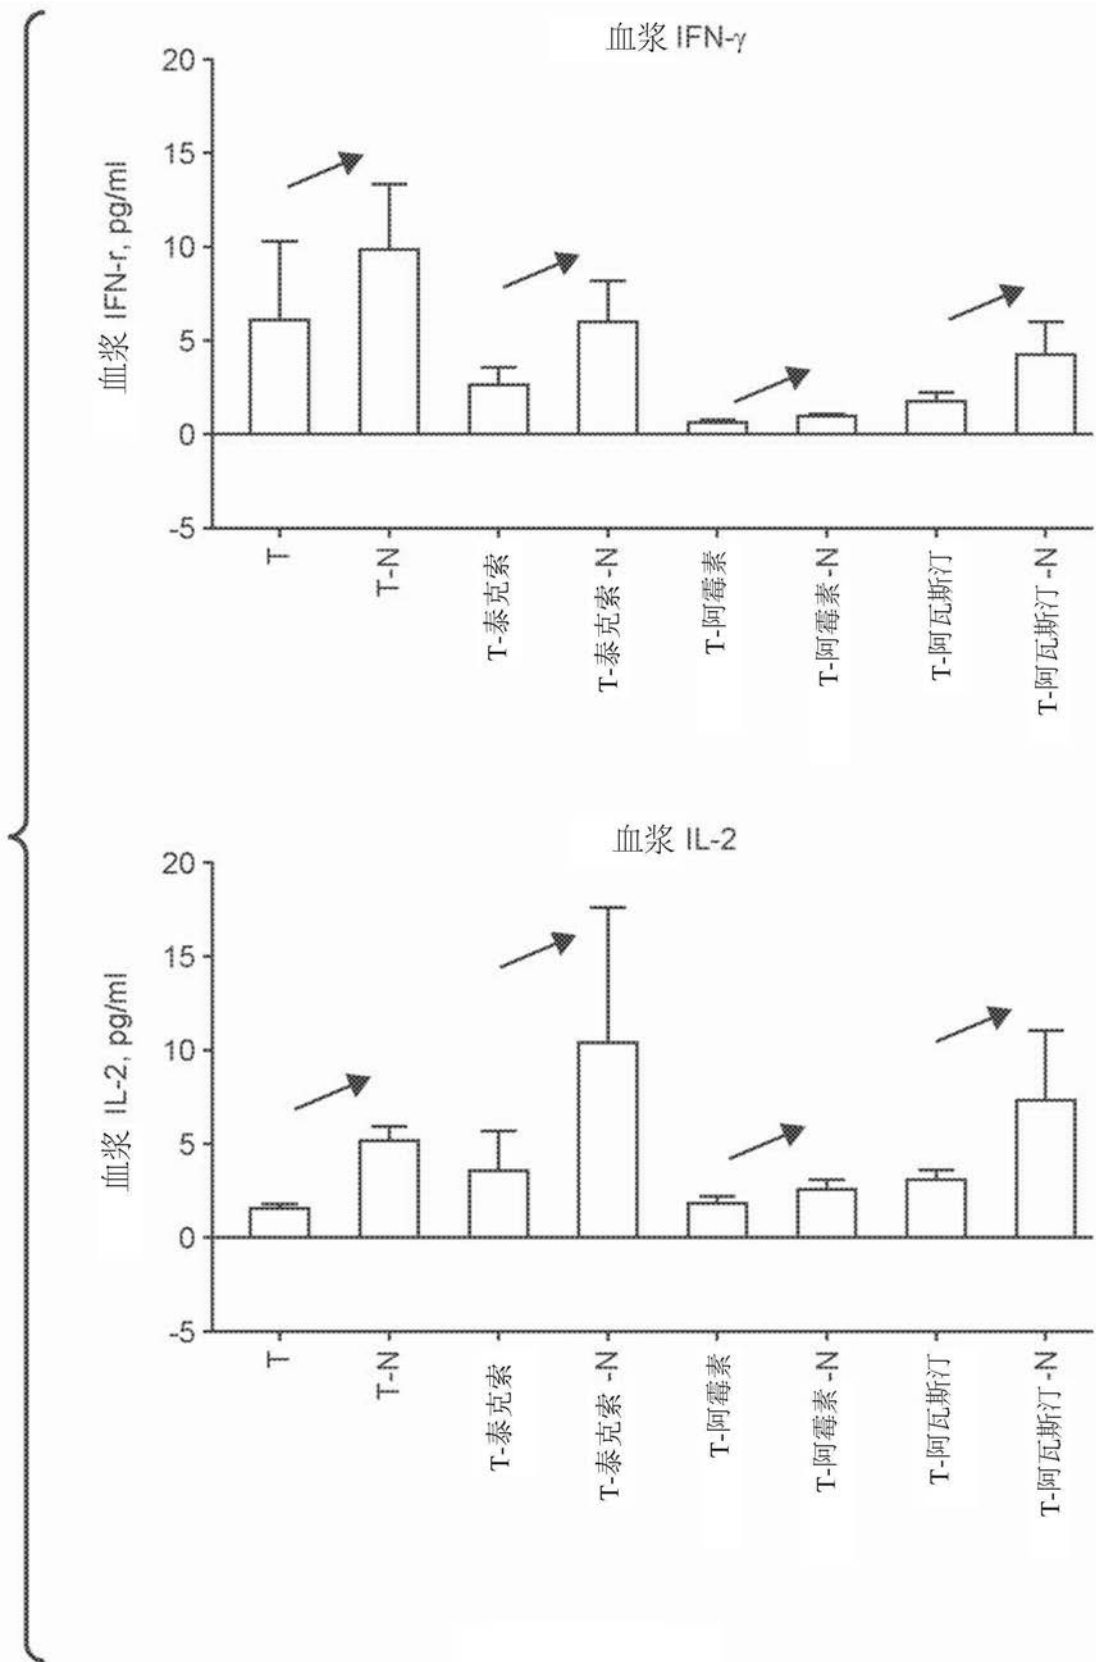 血浆 IFN-γ
血浆 IFN-r, pg/ml
20
15
10
5
0
-5
T
T-N
T-泰克索
T-泰克索-N
T-阿霉素
T-阿霉素-N
T-阿瓦斯汀
T-阿瓦斯汀-N
血浆 IL-2
血浆 IL-2, pg/ml
20
15
10
5
0
-5
T
T-N
T-泰克索
T-泰克索-N
T-阿霉素
T-阿霉素-N
T-阿瓦斯汀
T-阿瓦斯汀-N